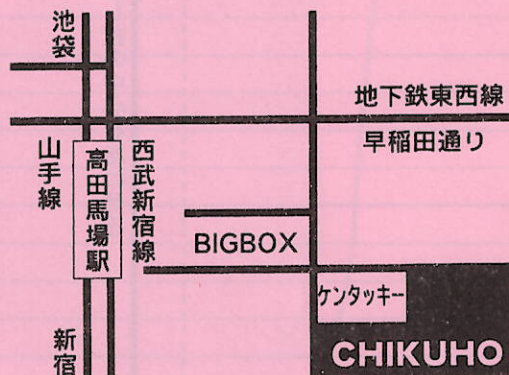 池袋
地下鉄東西線
早稲田通り
山手線
高田馬場駅
西武新宿線
BIGBOX
ケンタッキー
CHIKUHO
新宿